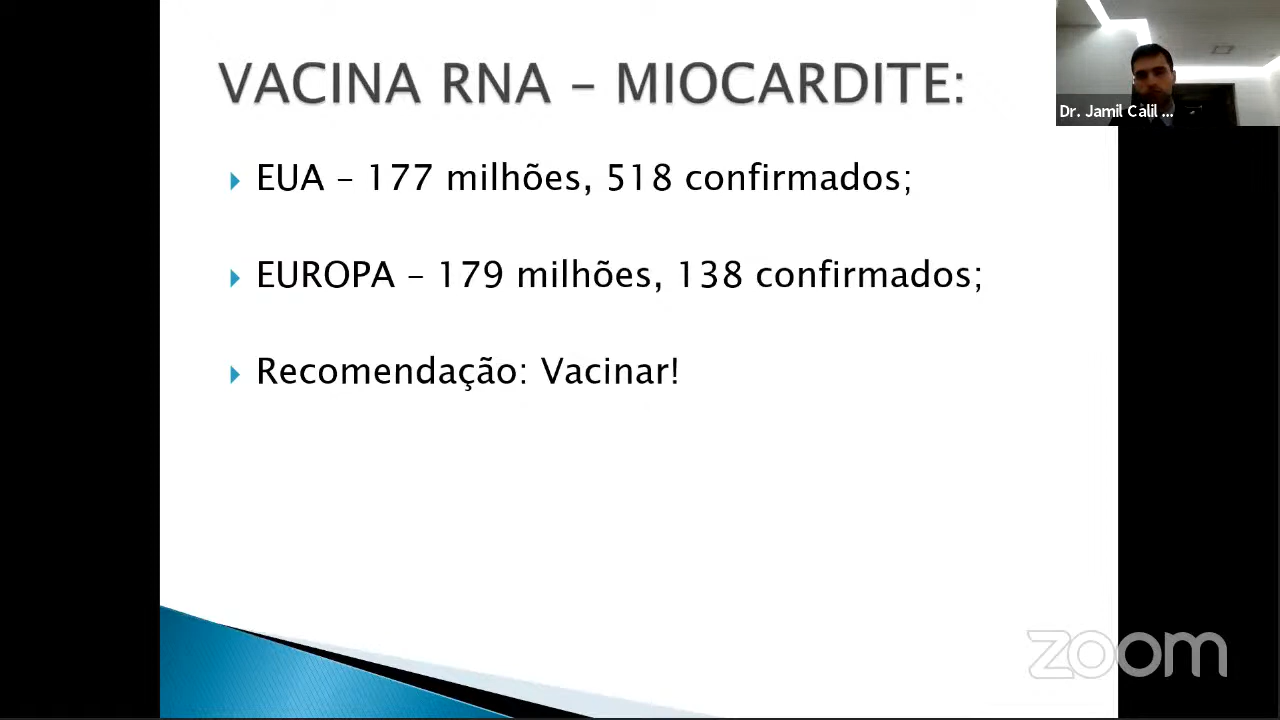 VACINA RNA – MIOCARDITE:
Dr. Jamil Calil ...
EUA – 177 milhões, 518 confirmados;
EUROPA – 179 milhões, 138 confirmados;
Recomendação: Vacinar!
zoom